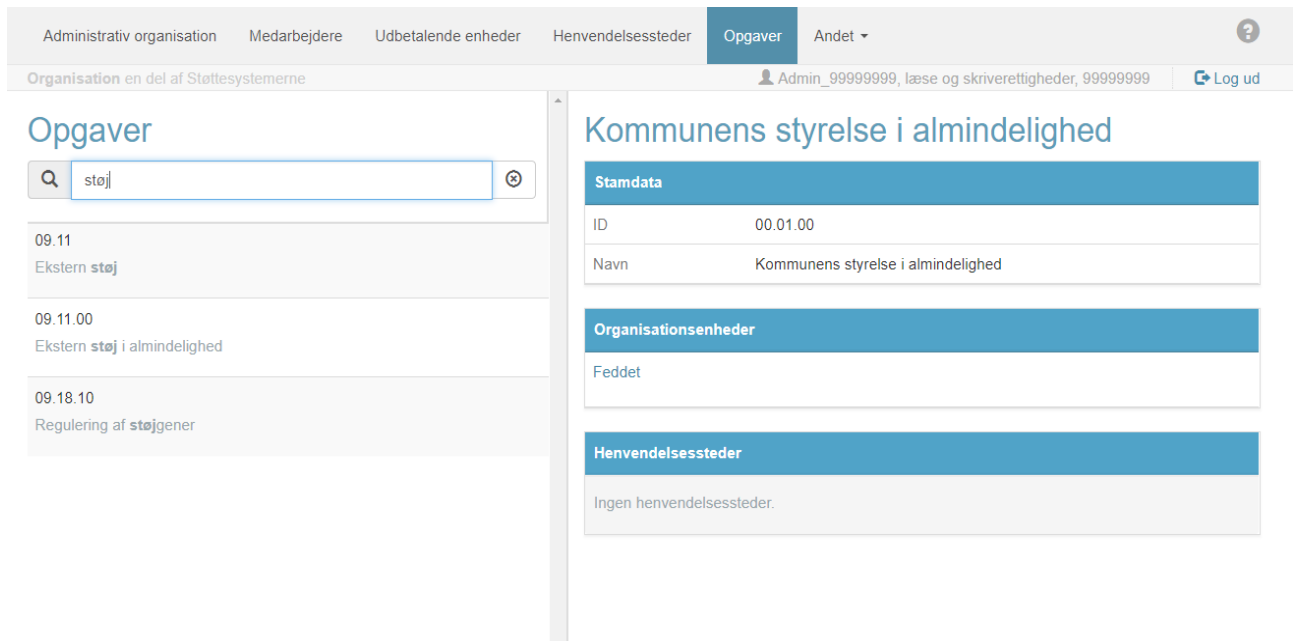 Administrativ organisation Medarbejdere Udbetalende enheder Henvendelsessteder Opgaver Andet
Organisation en del af Støttesystemerne Admin_99999999, læse og skriverettigheder, 99999999 Log ud
Opgaver
støj
09.11
Ekstern støj
09.11.00
Ekstern støj i almindelighed
09.18.10
Regulering af støjgener
Kommunens styrelse i almindelighed
Stamdata
ID 00.01.00
Navn Kommunens styrelse i almindelighed
Organisationsenheder
Feddet
Henvendelsessteder
Ingen henvendelsessteder.